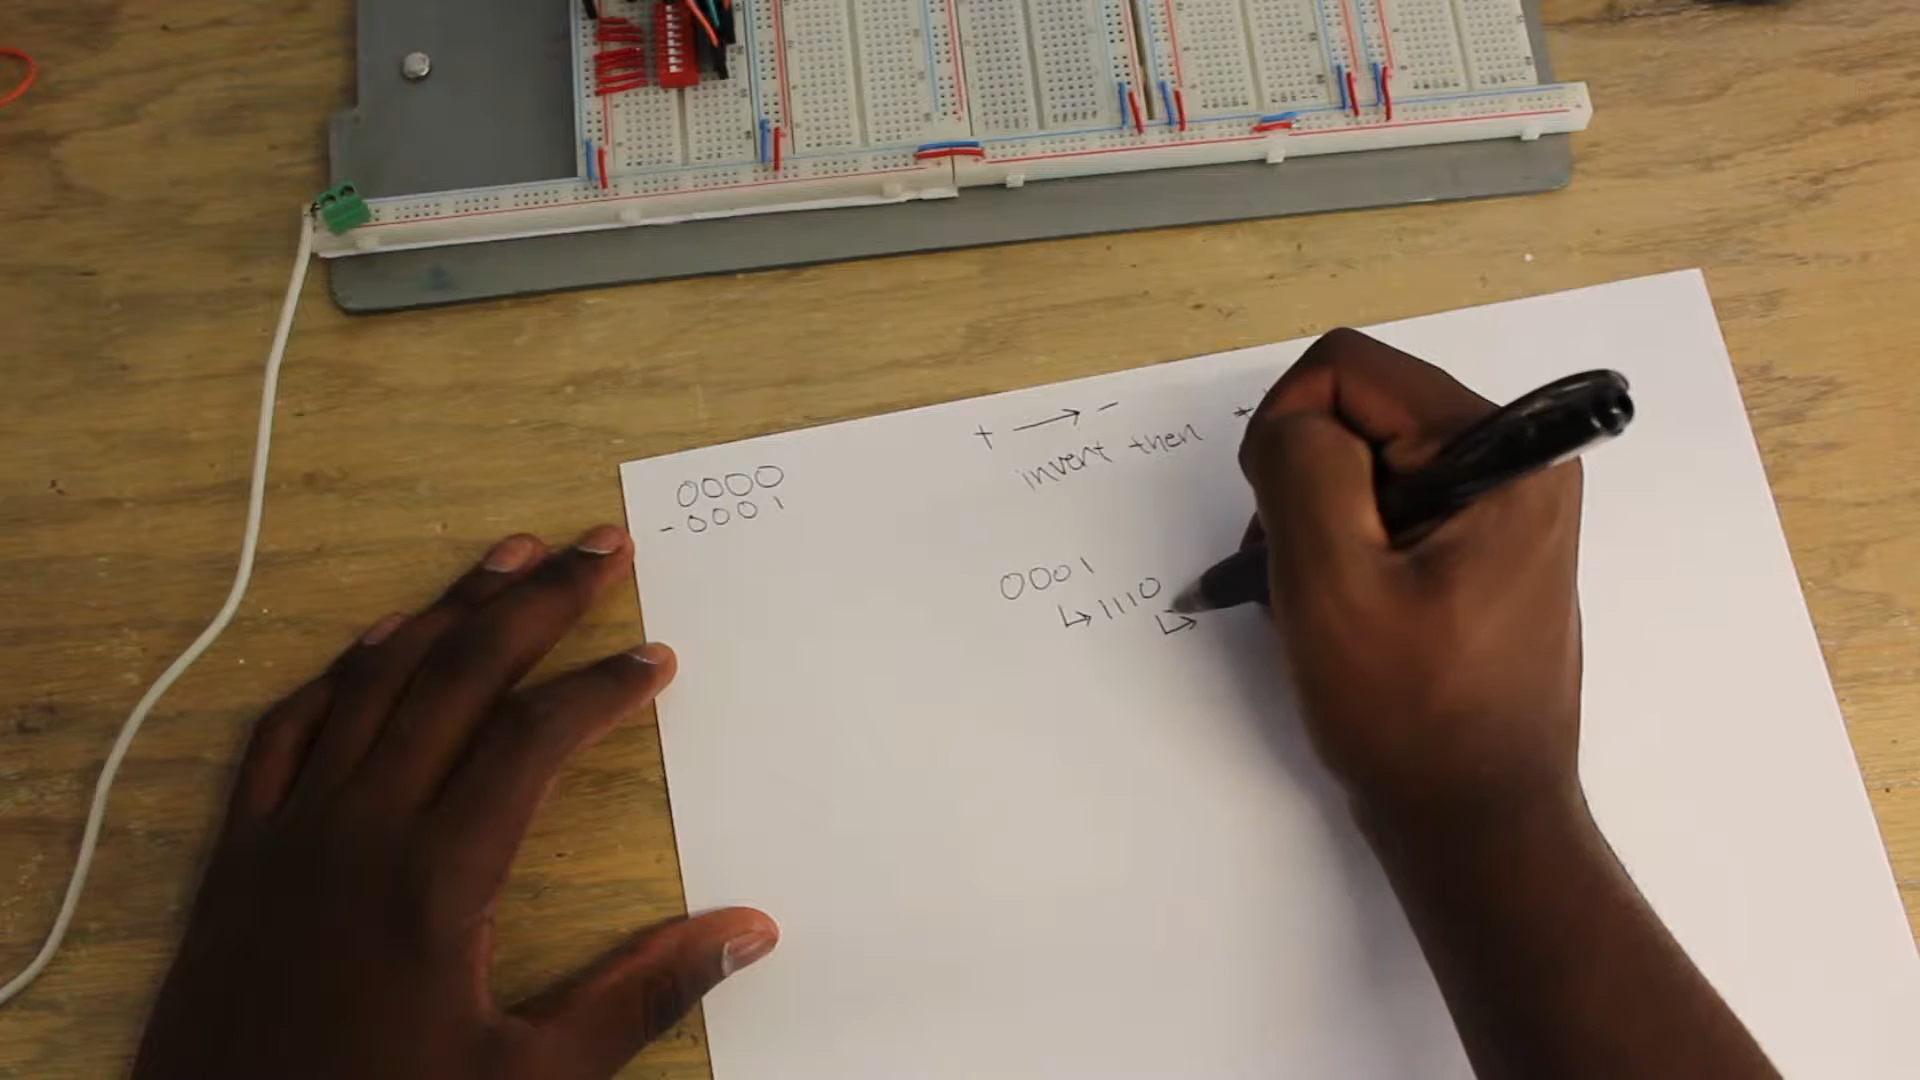 0000
-0001
+ → -
invert then +
0001
↳ 1110
↳